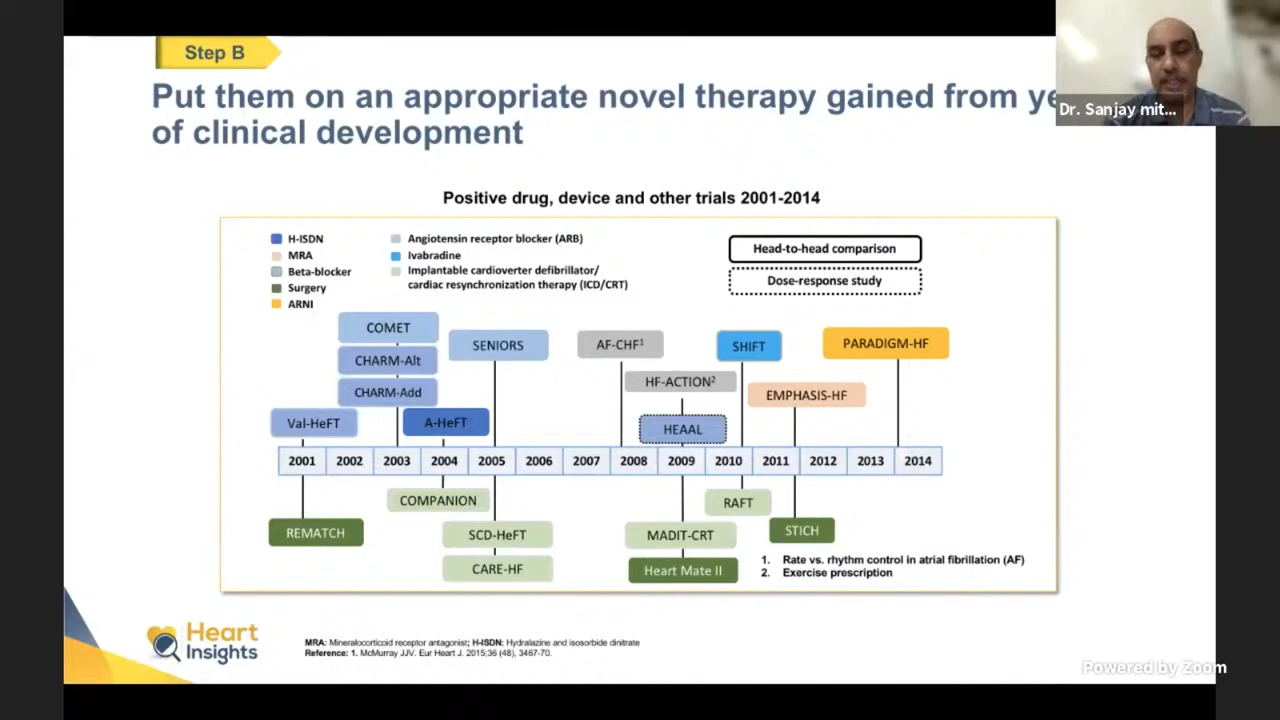 Step B
Put them on an appropriate novel therapy gained from
of clinical development
Dr. Sanjay mit...
Positive drug, device and other trials 2001-2014
H-ISDN
MRA
Beta-blocker
Surgery
ARNI
Angiotensin receptor blocker (ARB)
Ivabradine
Implantable cardioverter defibrillator/
cardiac resynchronization therapy (ICD/CRT)
Head-to-head comparison
Dose-response study
COMET
CHARM-Alt
CHARM-Add
Val-HeFT
A-HeFT
SENIORS
AF-CHF¹
HF-ACTION²
HEAAL
SHIFT
EMPHASIS-HF
PARADIGM-HF
2001 2002 2003 2004 2005 2006 2007 2008 2009 2010 2011 2012 2013 2014
REMATCH
COMPANION
SCD-HeFT
CARE-HF
MADIT-CRT
Heart Mate II
RAFT
STICH
1. Rate vs. rhythm control in atrial fibrillation (AF)
2. Exercise prescription
Heart
Insights
MRA: Mineralocorticoid receptor antagonist; H-ISDN: Hydralazine and isosorbide dinitrate
Reference: 1. McMurray JJV. Eur Heart J. 2015;36 (48), 3467-70.
Powered by Zoom